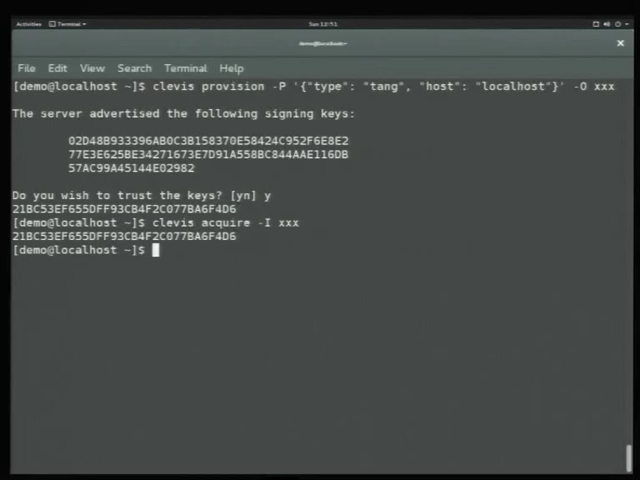 Activities Terminal Sun 12:51
demo@localhost:~
File Edit View Search Terminal Help
[demo@localhost ~]$ clevis provision -P '{"type": "tang", "host": "localhost"}' -O xxx
The server advertised the following signing keys:
02D48B933396AB0C3B158370E58424C952F6E8E2
77E3E625BE34271673E7D91A558BC844AAE116DB
57AC99A45144E02982
Do you wish to trust the keys? [yn] y
21BC53EF655DFF93CB4F2C077BA6F4D6
[demo@localhost ~]$ clevis acquire -I xxx
21BC53EF655DFF93CB4F2C077BA6F4D6
[demo@localhost ~]$